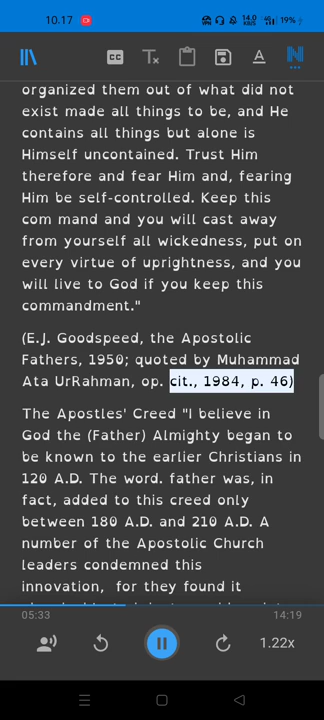 10.17
14.0 KB/S
4G
19%
CC
organized them out of what did not
exist made all things to be, and He
contains all things but alone is
Himself uncontained. Trust Him
therefore and fear Him and, fearing
Him be self-controlled. Keep this
com mand and you will cast away
from yourself all wickedness, put on
every virtue of uprightness, and you
will live to God if you keep this
commandment."
(E.J. Goodspeed, the Apostolic
Fathers, 1950; quoted by Muhammad
Ata UrRahman, op. cit., 1984, p. 46)
The Apostles' Creed "I believe in
God the (Father) Almighty began to
be known to the earlier Christians in
120 A.D. The word. father was, in
fact, added to this creed only
between 180 A.D. and 210 A.D. A
number of the Apostolic Church
leaders condemned this
innovation, for they found it
05:33
14:19
1.22x